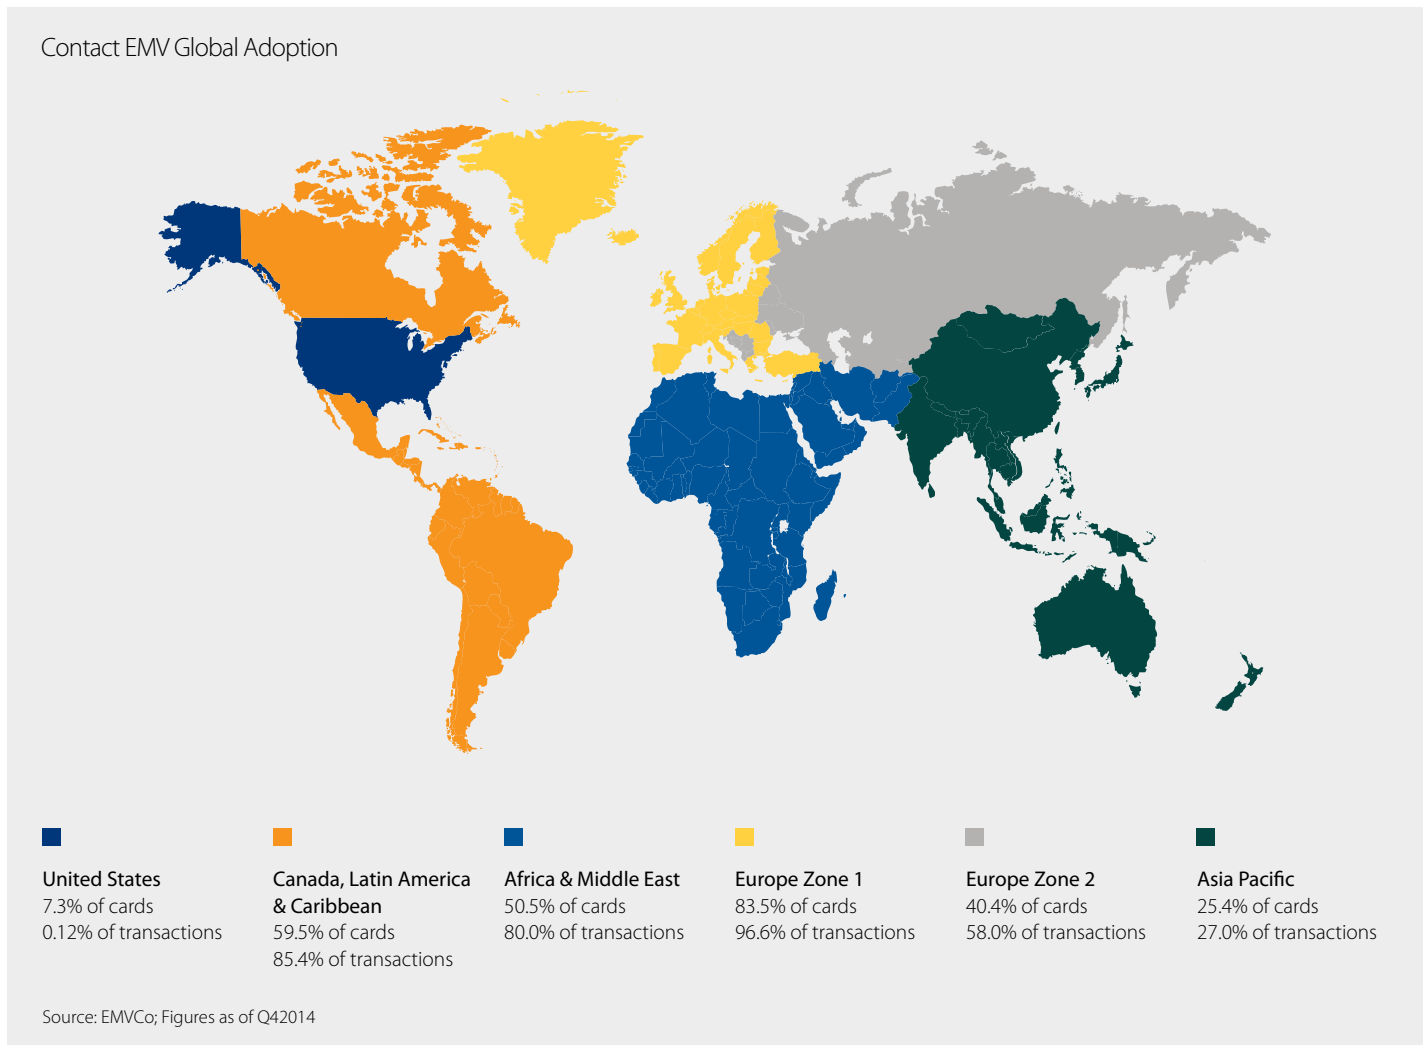 Contact EMV Global Adoption
United States
7.3% of cards
0.12% of transactions
Canada, Latin America
& Caribbean
59.5% of cards
85.4% of transactions
Africa & Middle East
50.5% of cards
80.0% of transactions
Europe Zone 1
83.5% of cards
96.6% of transactions
Europe Zone 2
40.4% of cards
58.0% of transactions
Asia Pacific
25.4% of cards
27.0% of transactions
Source: EMVCo; Figures as of Q42014